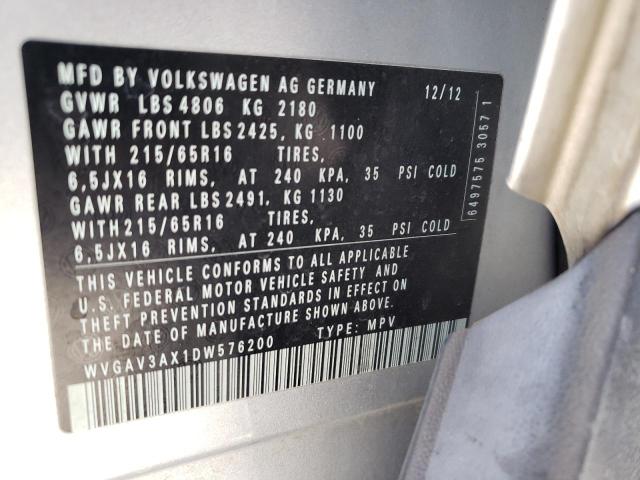 MFD BY VOLKSWAGEN AG GERMANY 12/12
GVWR LBS 4806 KG 2180
GAWR FRONT LBS 2425, KG 1100
WITH 215/65R16 TIRES,
6,5JX16 RIMS, AT 240 KPA, 35 PSI COLD
GAWR REAR LBS 2491, KG 1130
WITH 215/65R16 TIRES,
6,5JX16 RIMS, AT 240 KPA, 35 PSI COLD
THIS VEHICLE CONFORMS TO ALL APPLICABLE
U.S. FEDERAL MOTOR VEHICLE SAFETY AND
THEFT PREVENTION STANDARDS IN EFFECT ON
THE DATE OF MANUFACTURE SHOWN ABOVE.
WVGAV3AX1DW576200 TYPE: MPV
6497575 3057 1